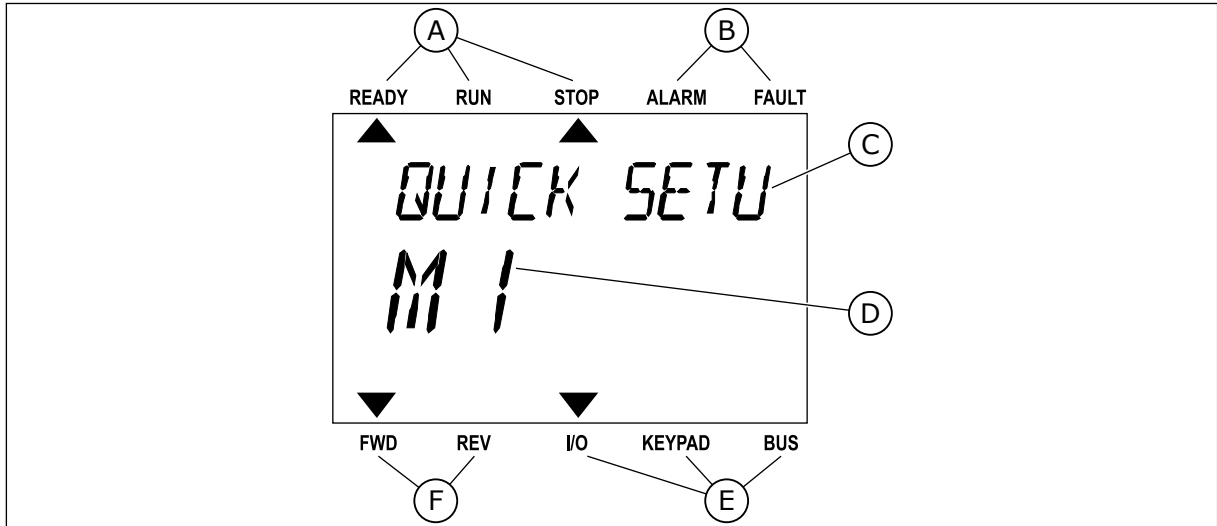 A B
READY RUN STOP ALARM FAULT
C
QUICK SETU
M 1
D
FWD REV I/O KEYPAD BUS
F E